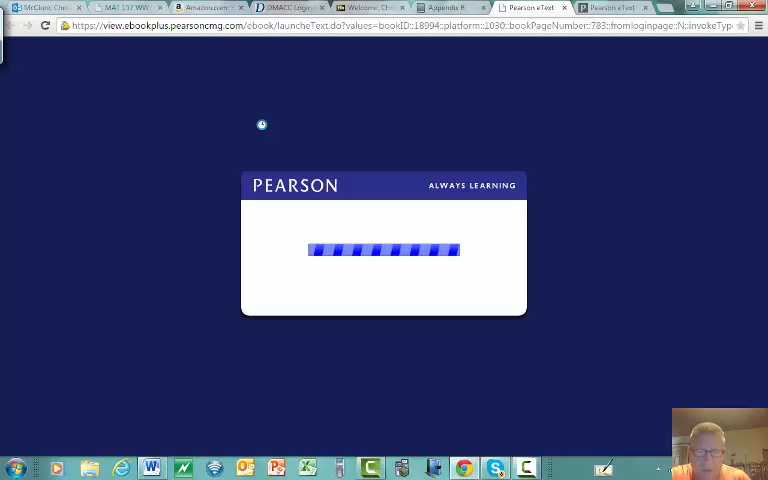 McClure, Chris
MAT 157 WW
Amazon.com:
DMACC Login
Welcome, Chr
Appendix B
Pearson eText
Pearson eText
https://view.ebookplus.pearsoncmg.com/ebook/launcheText.do?values=bookID::18994::platform::1030::bookPageNumber::783::fromloginpage::N::invokeTyp
PEARSON ALWAYS LEARNING